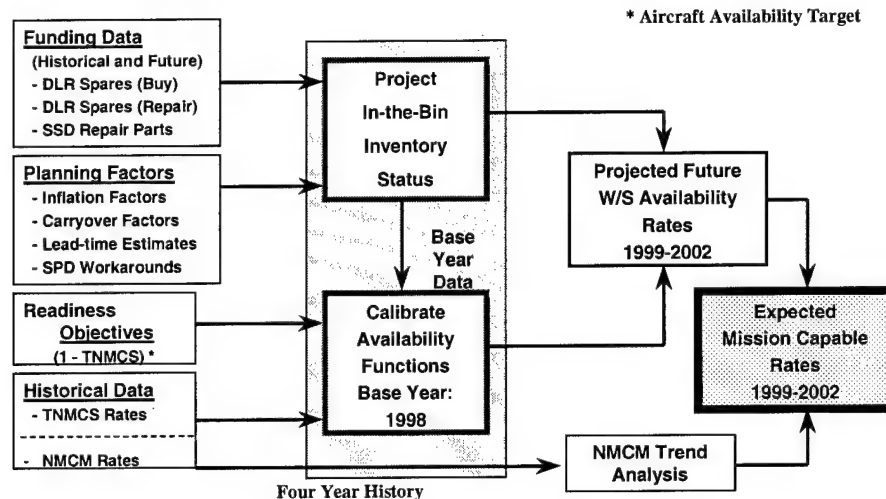 * Aircraft Availability Target
Funding Data
(Historical and Future)
- DLR Spares (Buy)
- DLR Spares (Repair)
- SSD Repair Parts
Planning Factors
- Inflation Factors
- Carryover Factors
- Lead-time Estimates
- SPD Workarounds
Readiness
Objectives
(1 - TNMCS) *
Historical Data
- TNMCS Rates
- NMCM Rates
Project
In-the-Bin
Inventory
Status
Base
Year
Data
Calibrate
Availability
Functions
Base Year:
1998
Four Year History
Projected Future
W/S Availability
Rates
1999-2002
Expected
Mission Capable
Rates
1999-2002
NMCM Trend
Analysis